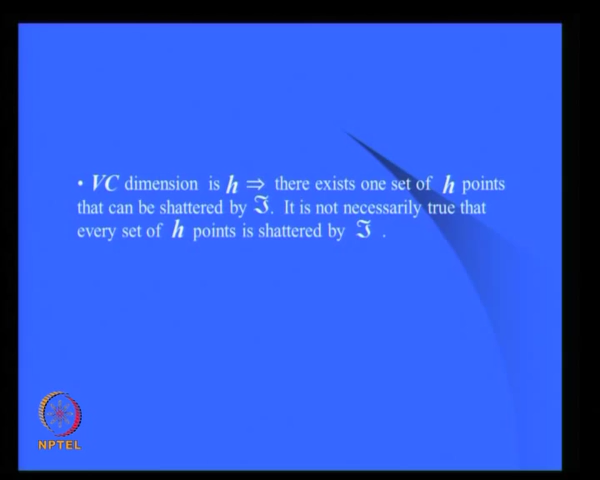 • VC dimension is h ⇒ there exists one set of h points
that can be shattered by ℑ. It is not necessarily true that
every set of h points is shattered by ℑ .
NPTEL